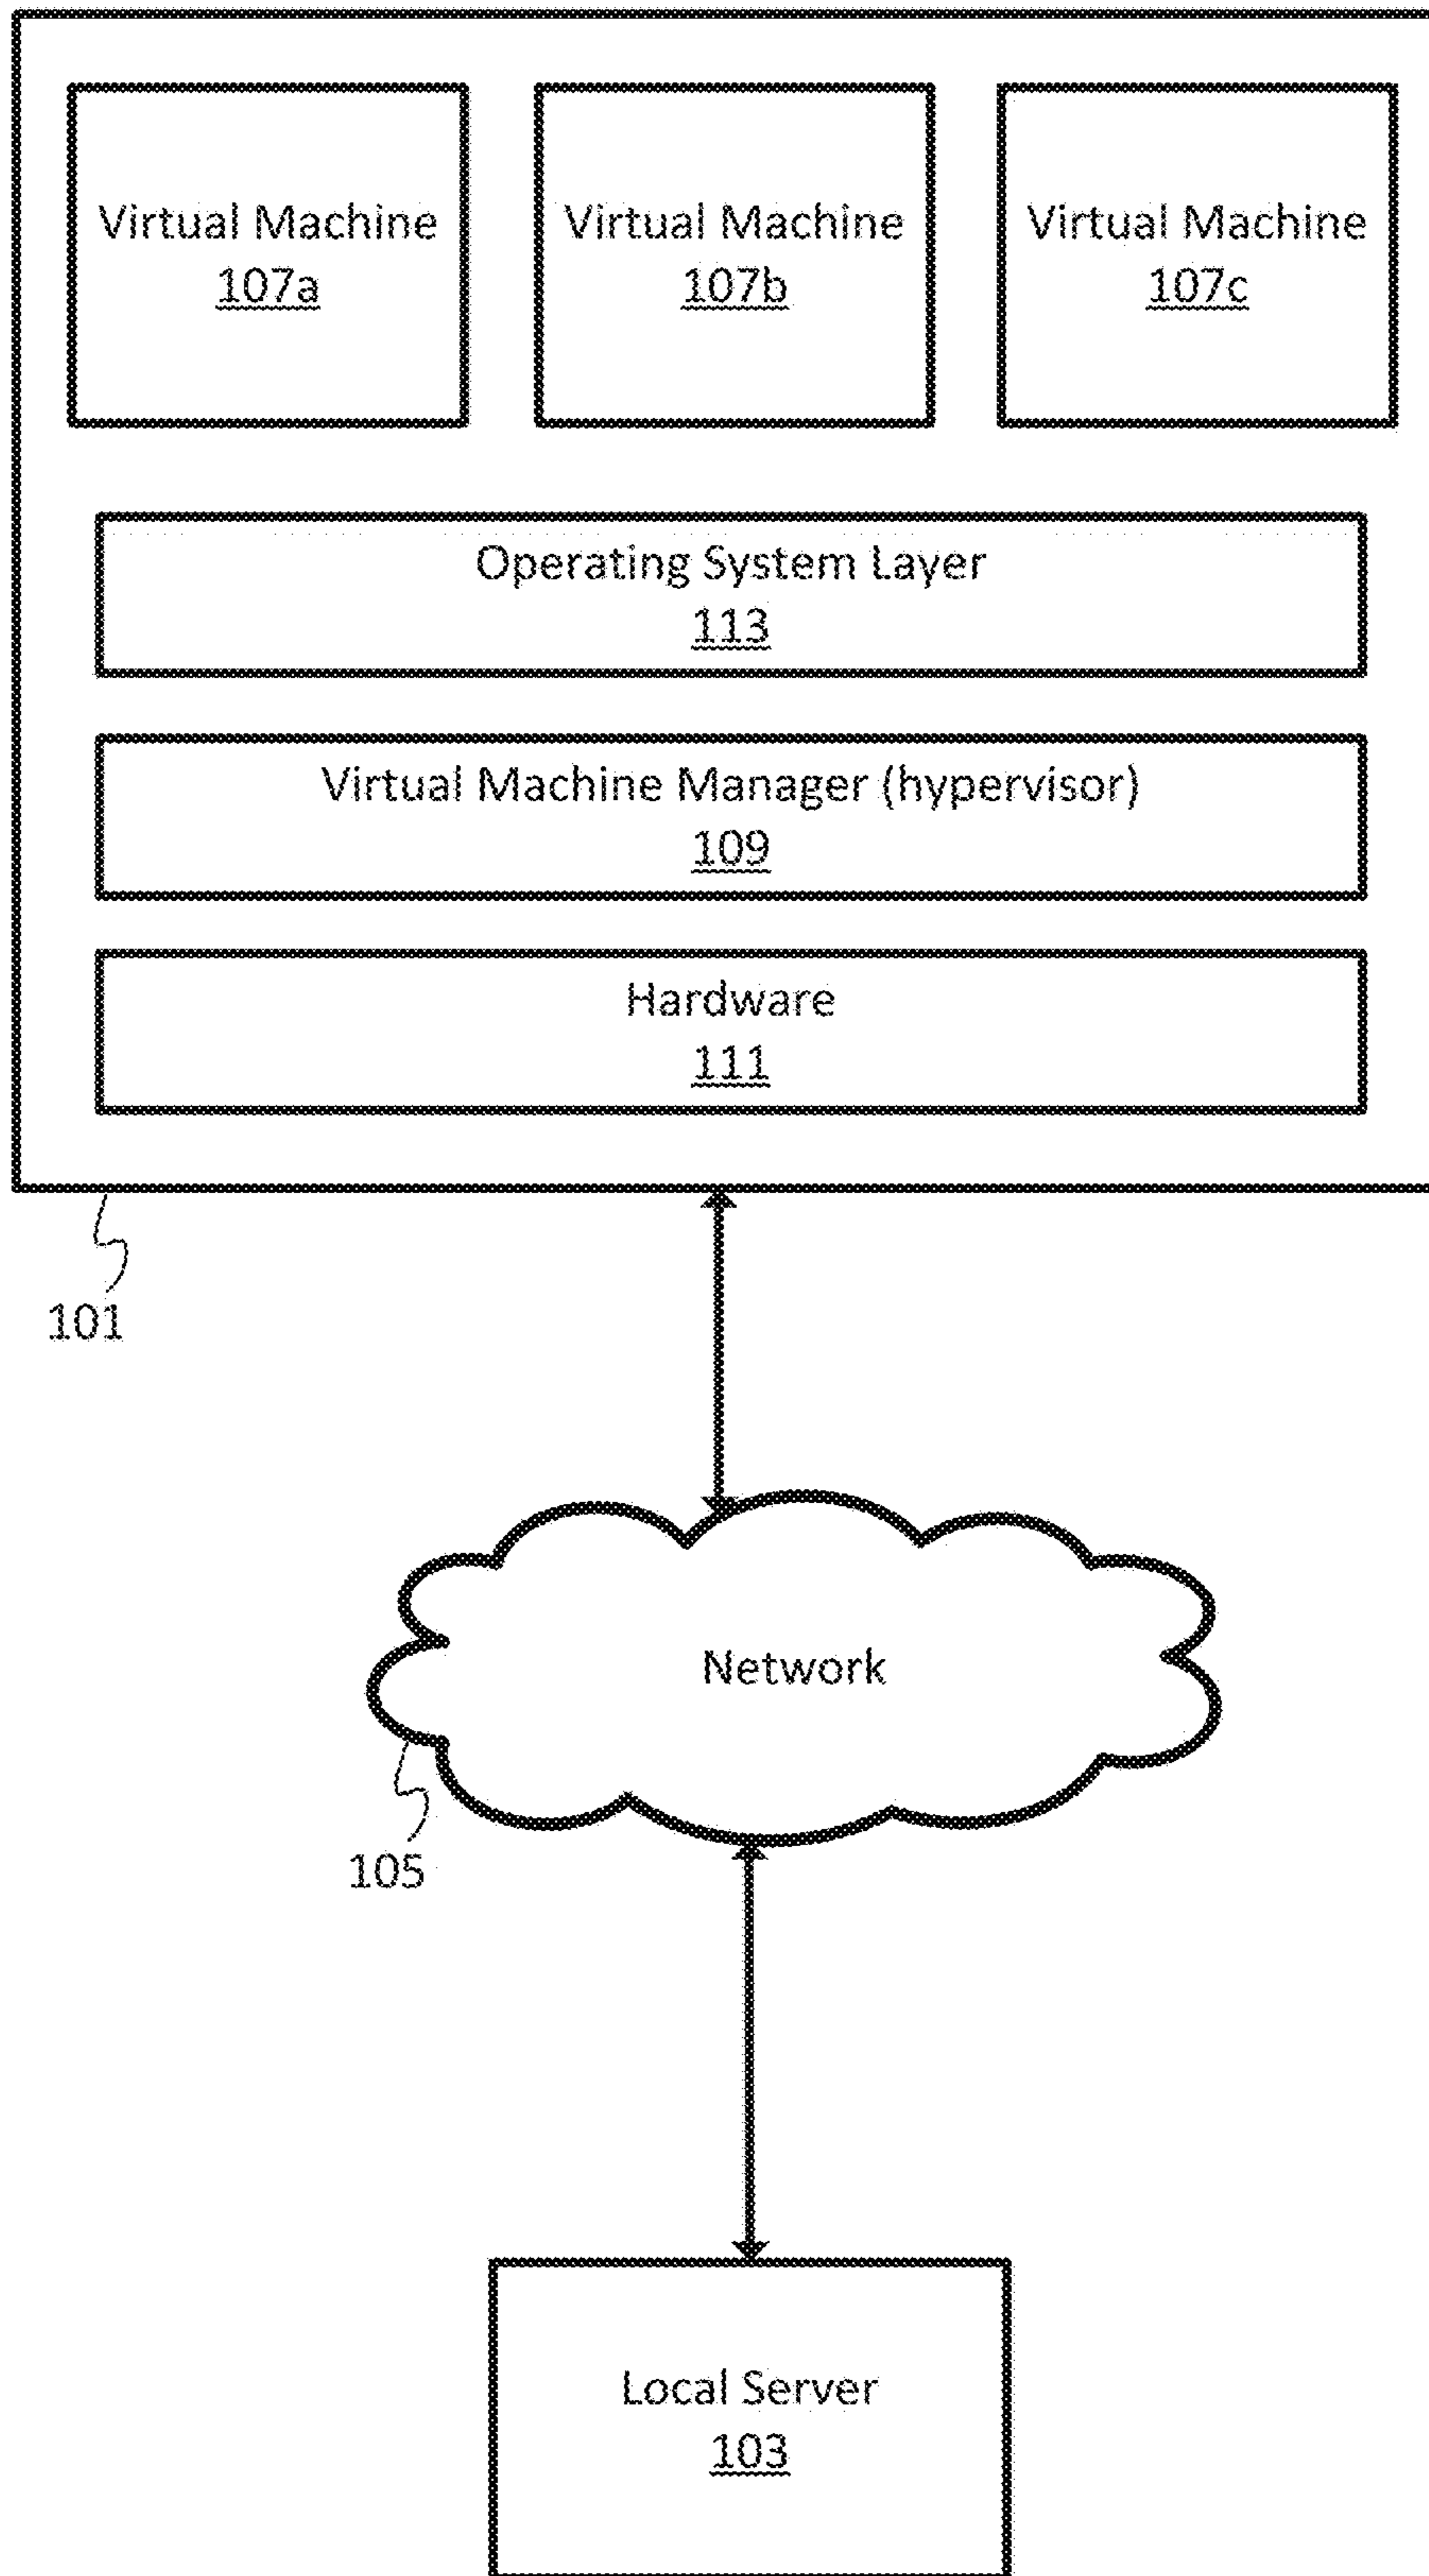 Virtual Machine
107a
Virtual Machine
107b
Virtual Machine
107c
Operating System Layer
113
Virtual Machine Manager (hypervisor)
109
Hardware
111
101
Network
105
Local Server
103